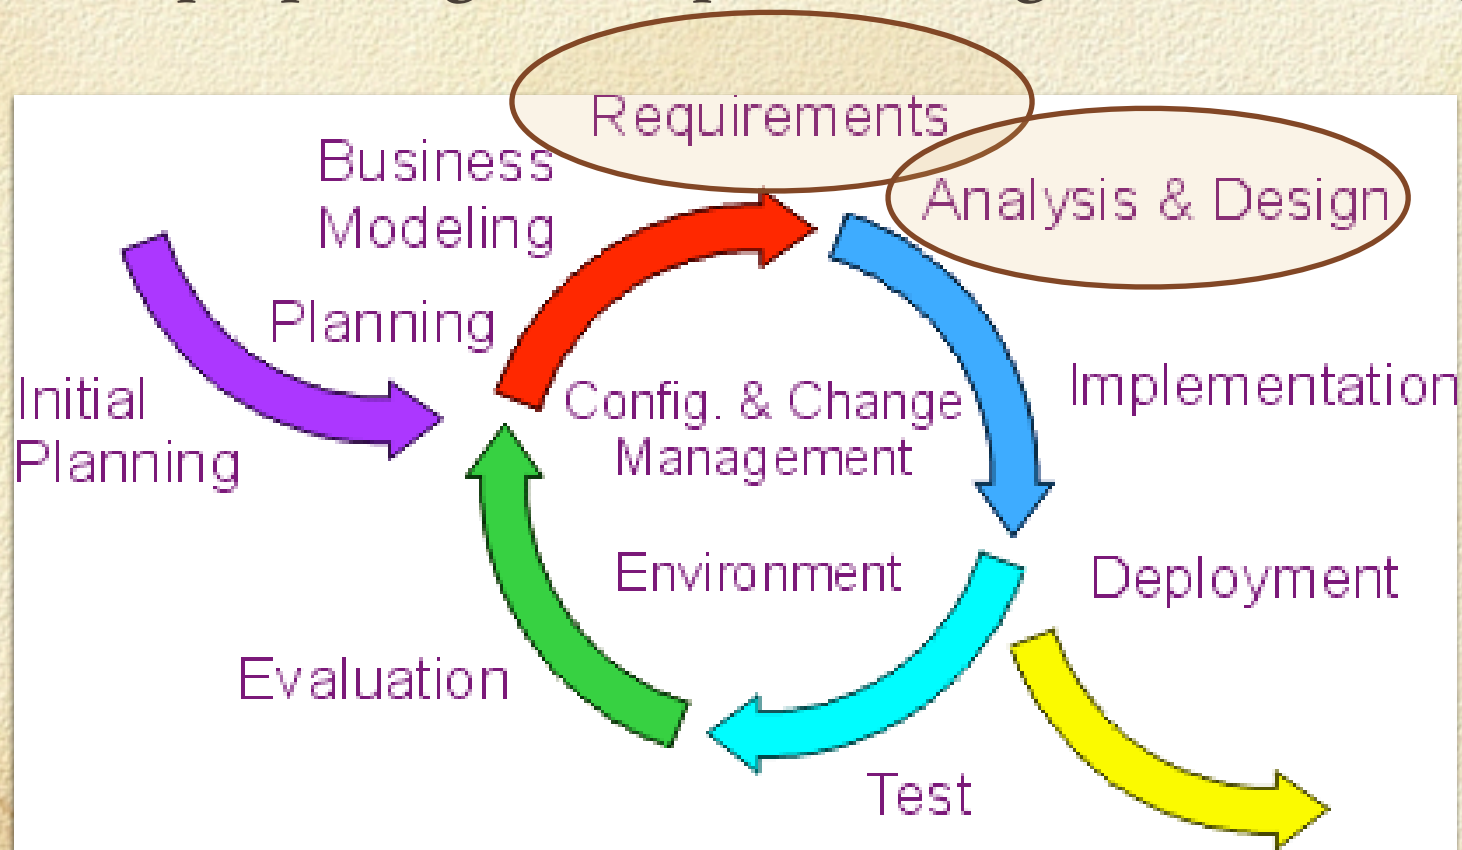 Requirements
Business
Modeling
Analysis & Design
Planning
Initial
Planning
Config. & Change
Management
Implementation
Environment
Deployment
Evaluation
Test